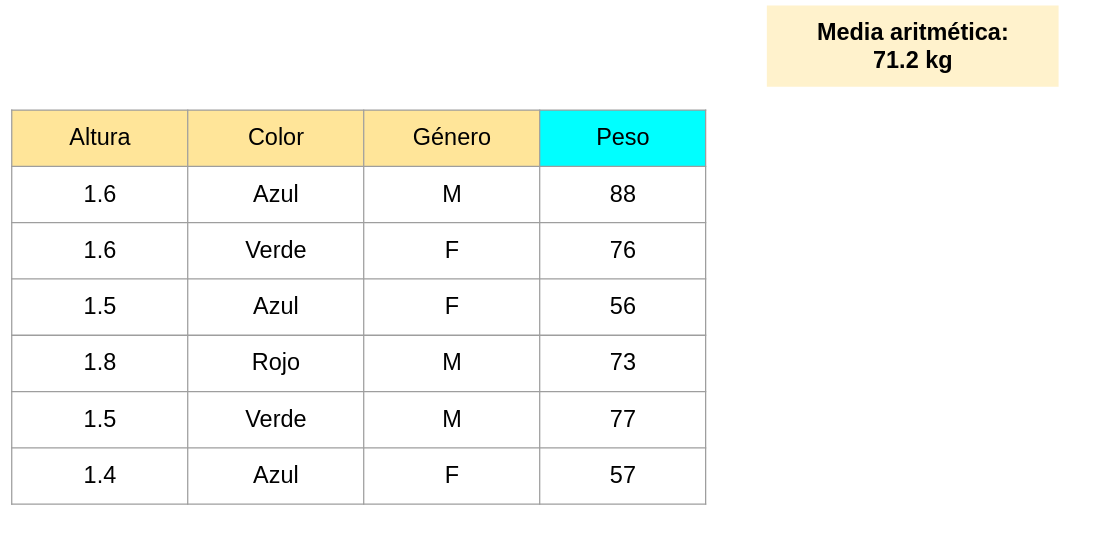 Media aritmética:
71.2 kg
Altura Color Género Peso
1.6 Azul M 88
1.6 Verde F 76
1.5 Azul F 56
1.8 Rojo M 73
1.5 Verde M 77
1.4 Azul F 57